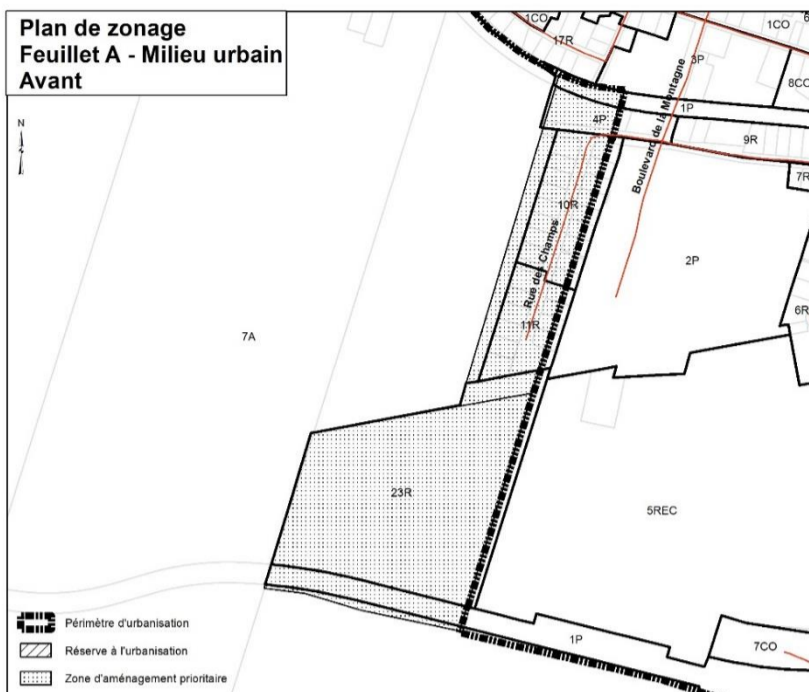 Plan de zonage
Feuillet A - Milieu urbain
Avant
N
1CO
17R
3P
1CO
8CO
1P
4P
9R
7R
Boulevard de la Montagne
10R
Rue des Champs
2P
11R
6R
7A
23R
5REC
1P
7CO
Périmètre d'urbanisation
Réserve à l'urbanisation
Zone d'aménagement prioritaire